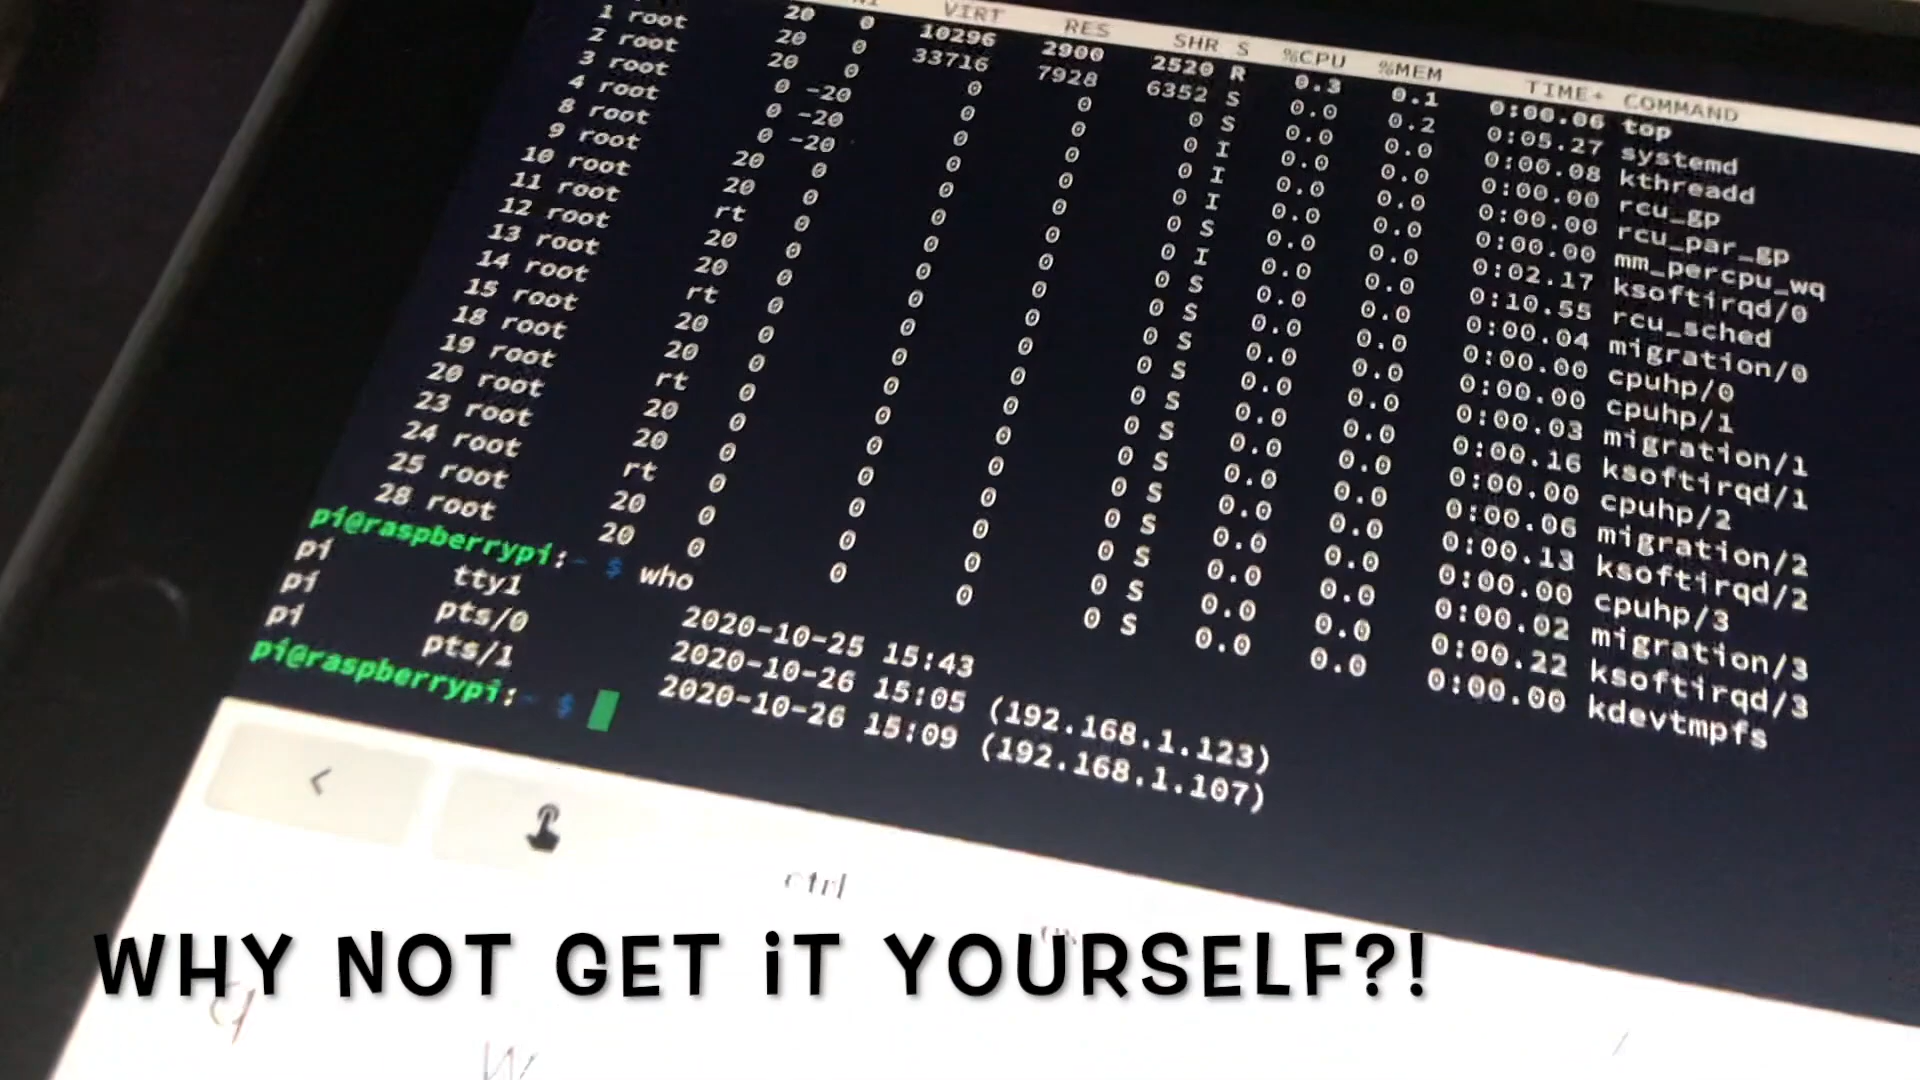 NI VIRT RES SHR S %CPU %MEM TIME+ COMMAND
20 0 10296 2900 2520 R 0.3 0.1 0:00.06 top
1 root 20 0 33716 7928 6352 S 0.0 0.2 0:05.27 systemd
2 root 20 0 0 0 0 S 0.0 0.0 0:00.08 kthreadd
3 root 0 -20 0 0 0 I 0.0 0.0 0:00.00 rcu_gp
4 root 0 -20 0 0 0 I 0.0 0.0 0:00.00 rcu_par_gp
8 root 0 -20 0 0 0 I 0.0 0.0 0:00.00 mm_percpu_wq
9 root 20 0 0 0 0 S 0.0 0.0 0:02.17 ksoftirqd/0
10 root 20 0 0 0 0 I 0.0 0.0 0:10.55 rcu_sched
11 root rt 0 0 0 0 S 0.0 0.0 0:00.04 migration/0
12 root 20 0 0 0 0 S 0.0 0.0 0:00.00 cpuhp/0
13 root 20 0 0 0 0 S 0.0 0.0 0:00.00 cpuhp/1
14 root rt 0 0 0 0 S 0.0 0.0 0:00.03 migration/1
15 root 20 0 0 0 0 S 0.0 0.0 0:00.16 ksoftirqd/1
18 root 20 0 0 0 0 S 0.0 0.0 0:00.00 cpuhp/2
19 root rt 0 0 0 0 S 0.0 0.0 0:00.06 migration/2
20 root 20 0 0 0 0 S 0.0 0.0 0:00.13 ksoftirqd/2
23 root 20 0 0 0 0 S 0.0 0.0 0:00.00 cpuhp/3
24 root rt 0 0 0 0 S 0.0 0.0 0:00.02 migration/3
25 root 20 0 0 0 0 S 0.0 0.0 0:00.22 ksoftirqd/3
28 root 20 0 0 0 0 S 0.0 0.0 0:00.00 kdevtmpfs
pi@raspberrypi:~ $ who
pi tty1 2020-10-25 15:43
pi pts/0 2020-10-26 15:05 (192.168.1.123)
pi pts/1 2020-10-26 15:09 (192.168.1.107)
pi@raspberrypi:~ $
ctrl
WHY NOT GET iT YOURSELF?!
q
W